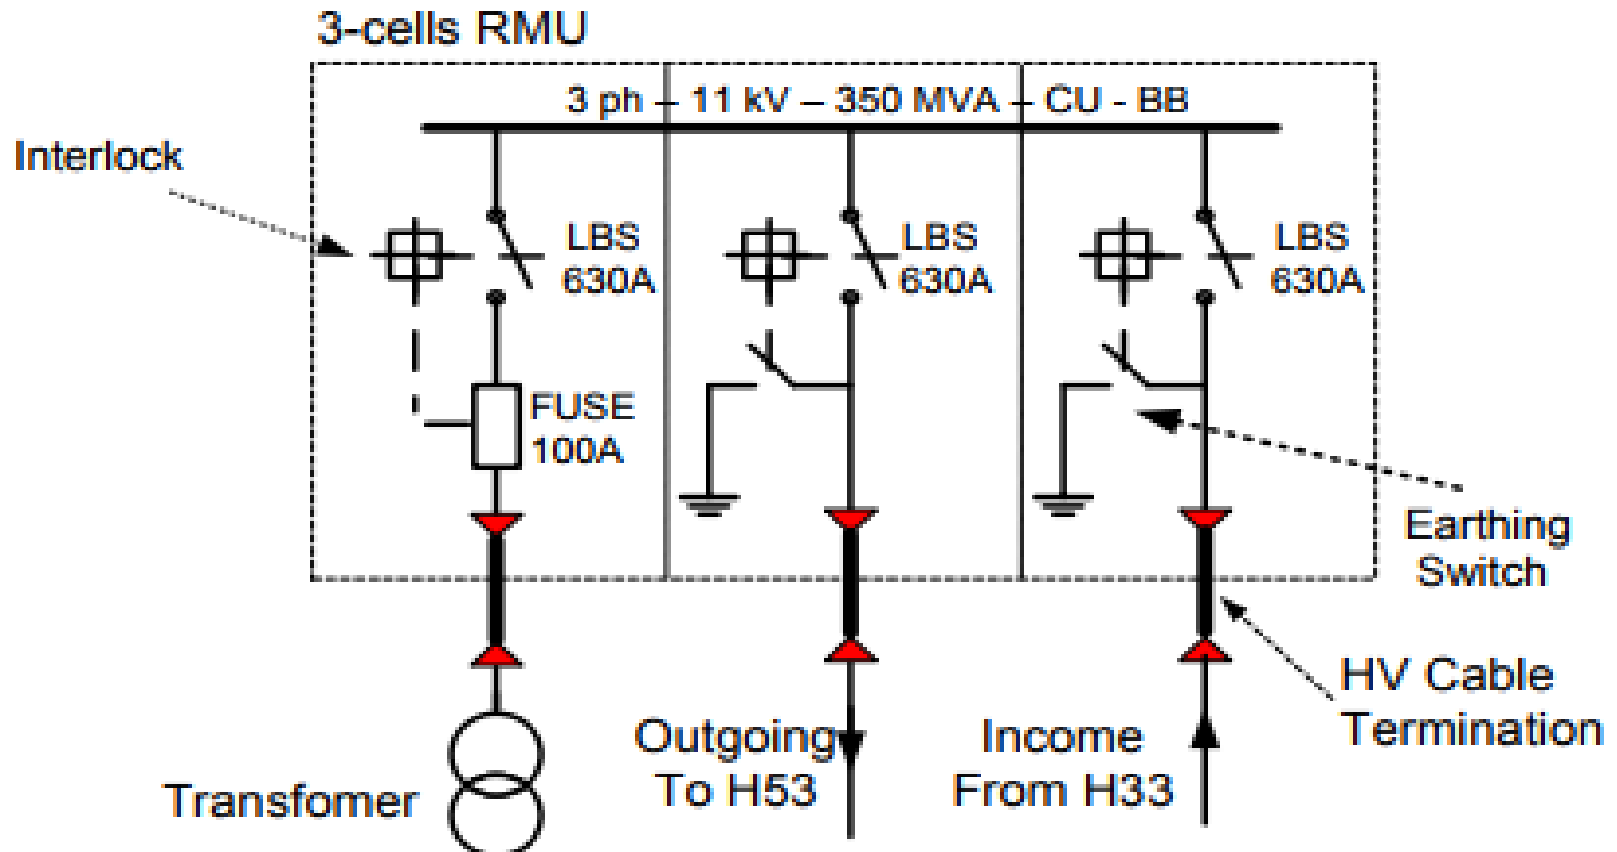 3-cells RMU
3 ph – 11 kV – 350 MVA – CU - BB
Interlock
LBS
630A
LBS
630A
LBS
630A
FUSE
100A
Earthing
Switch
HV Cable
Termination
Outgoing
To H53
Income
From H33
Transfomer